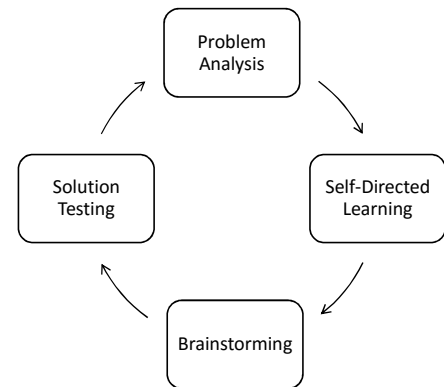 Problem
Analysis
Self-Directed
Learning
Brainstorming
Solution
Testing